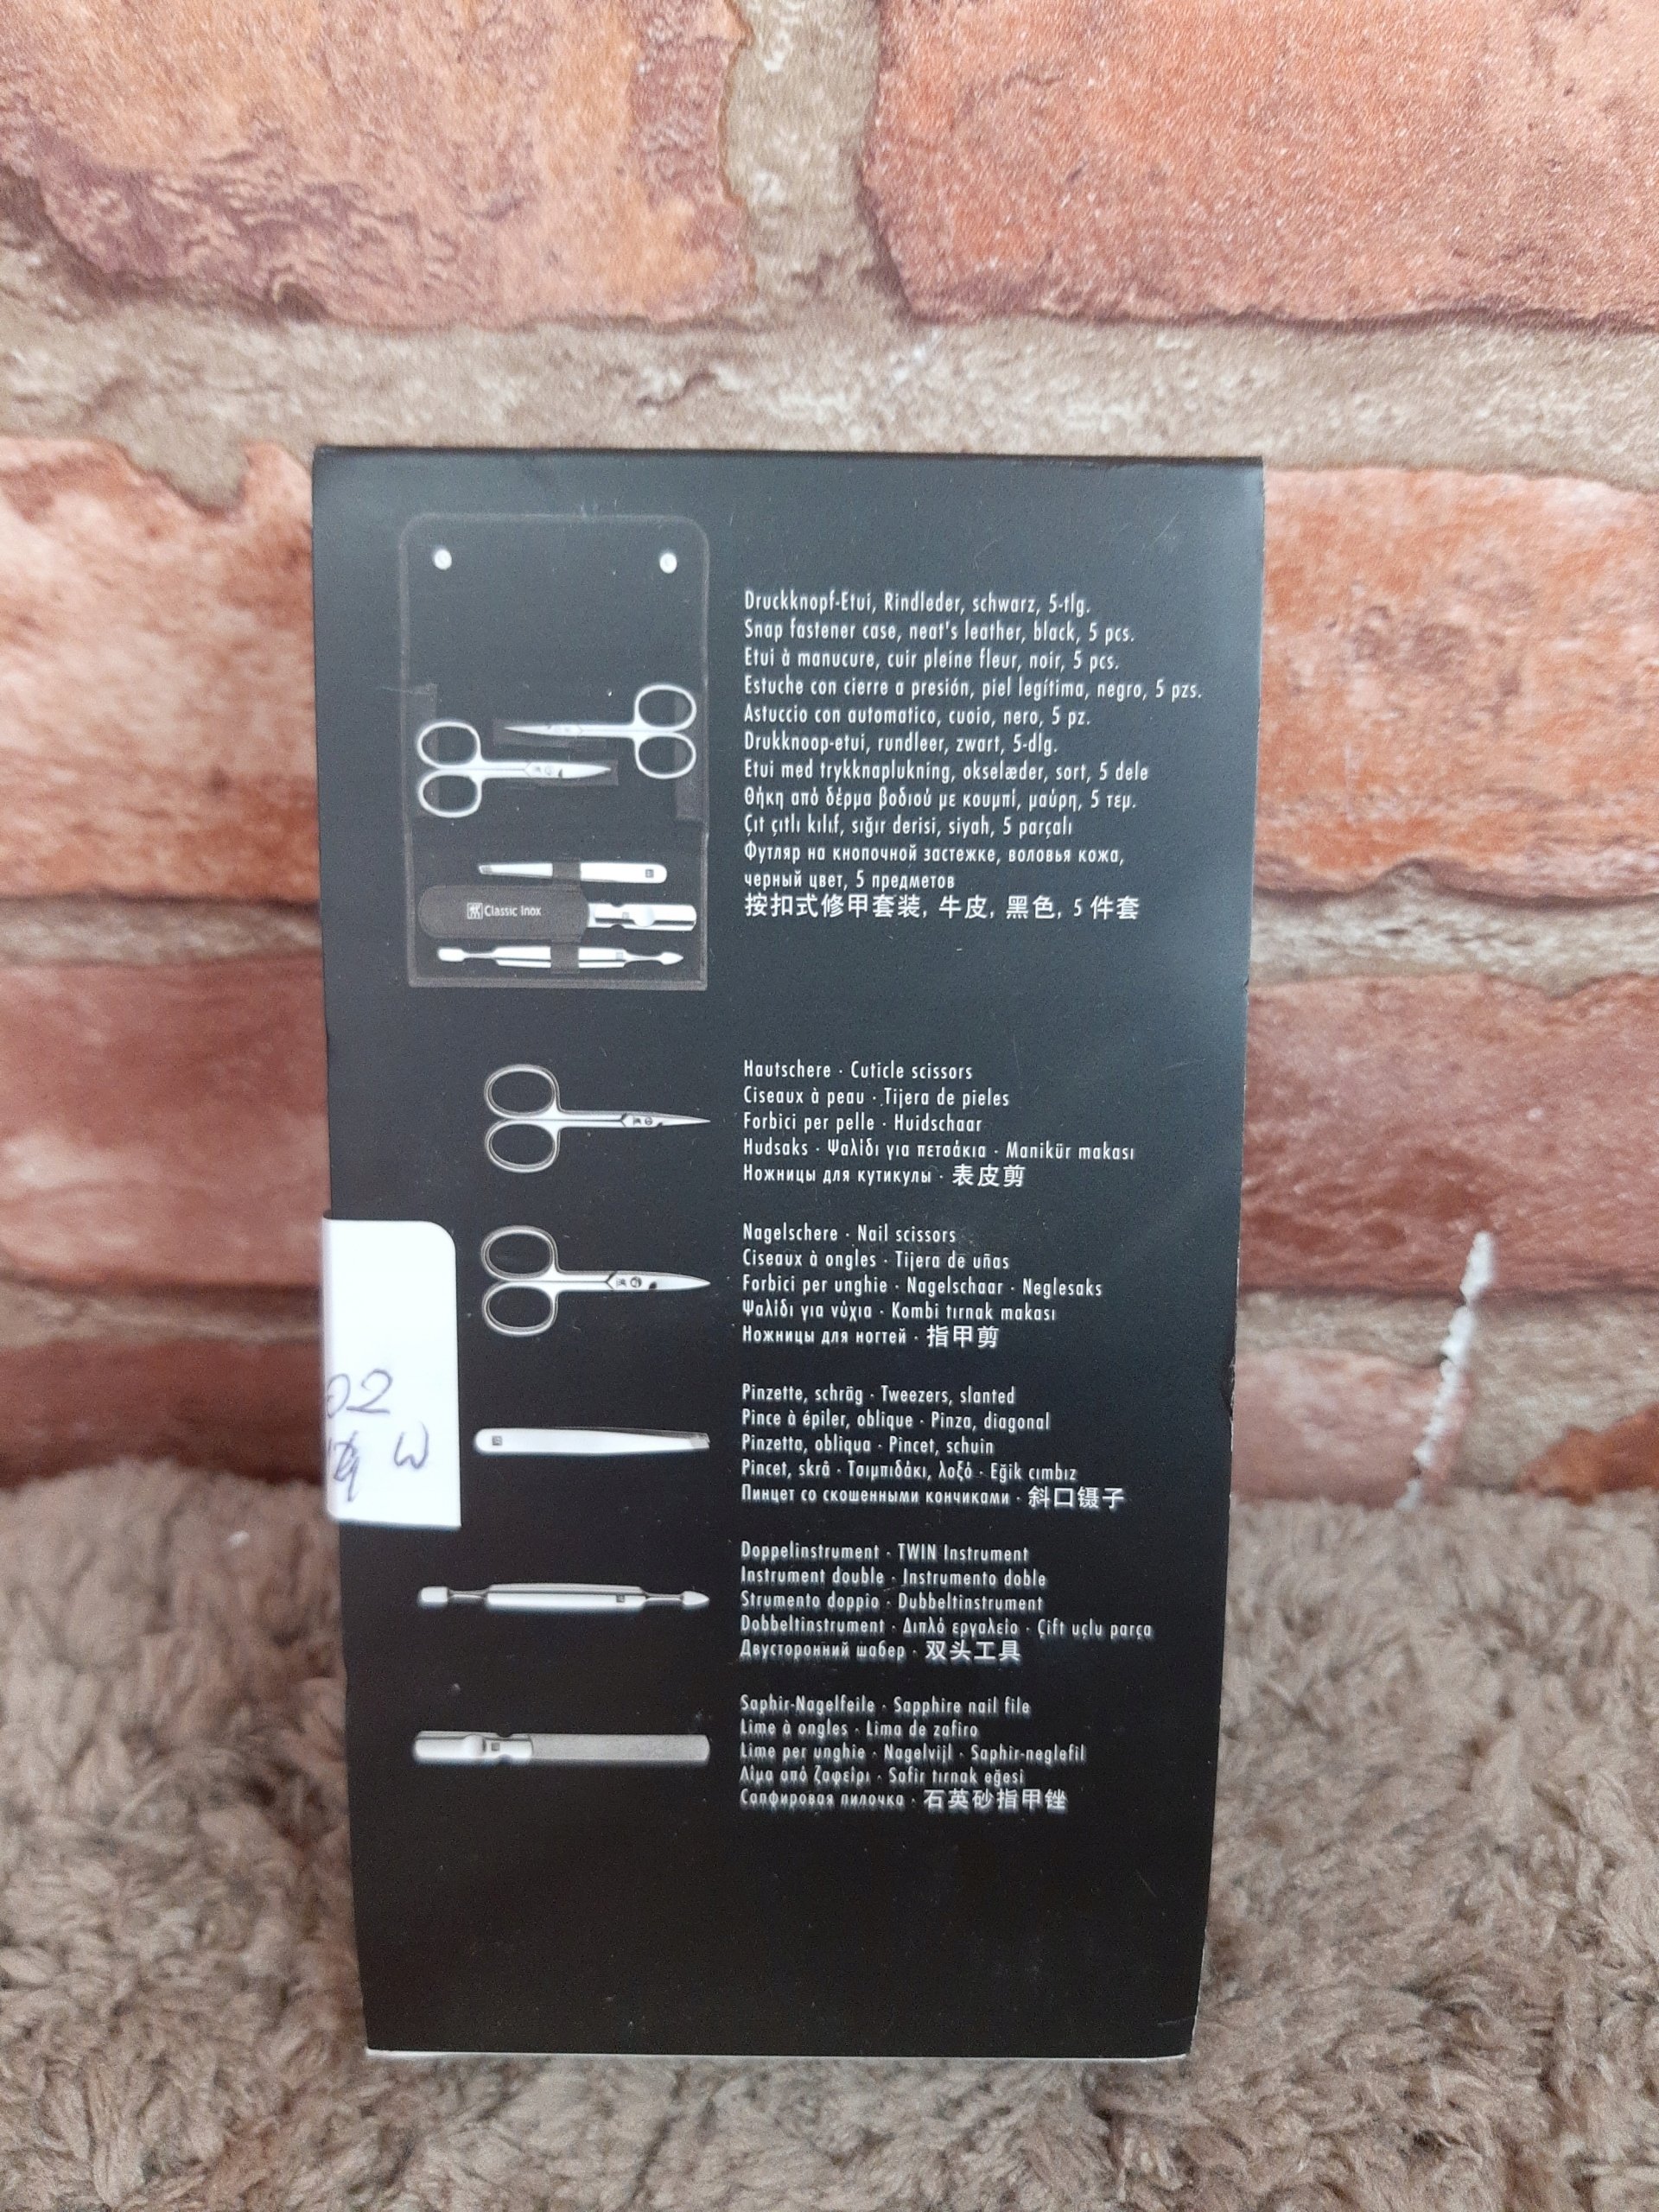 Druckknopf-Etui, Rindleder, schwarz, 5-tlg.
Snap fastener case, neat's leather, black, 5 pcs.
Etui à manucure, cuir pleine fleur, noir, 5 pcs.
Estuche con cierre a presión, piel legítima, negro, 5 pzs.
Astuccio con automatico, cuoio, nero, 5 pz.
Drukknoop-etui, rundleer, zwart, 5-dlg.
Etui med trykknaplukning, okselæder, sort, 5 dele
Θήκη από δέρμα βοδιού με κουμπί, μαύρη, 5 τεμ.
Çıt çıtlı kılıf, sığır derisi, siyah, 5 parçalı
Футляр на кнопочной застежке, воловья кожа,
черный цвет, 5 предметов
按扣式修甲套装, 牛皮, 黑色, 5 件套
Classic Inox
Hautschere · Cuticle scissors
Ciseaux à peau · Tijera de pieles
Forbici per pelle · Huidschaar
Hudsaks · Ψαλίδι για πετσάκια · Manikür makası
Ножницы для кутикулы · 表皮剪
Nagelschere · Nail scissors
Ciseaux à ongles · Tijera de uñas
Forbici per unghie · Nagelschaar · Neglesaks
Ψαλίδι για νύχια · Kombi tırnak makası
Ножницы для ногтей · 指甲剪
02
W
Pinzette, schräg · Tweezers, slanted
Pince à épiler, oblique · Pinza, diagonal
Pinzetta, obliqua · Pincet, schuin
Pincet, skrå · Τσιμπιδάκι, λοξό · Eğik cımbız
Пинцет со скошенными кончиками · 斜口镊子
Doppelinstrument · TWIN Instrument
Instrument double · Instrumento doble
Strumento doppio · Dubbeltinstrument
Dobbeltinstrument · Διπλό εργαλείο · Çift uçlu parça
Двусторонний шабер · 双头工具
Saphir-Nagelfeile · Sapphire nail file
Lime à ongles · Lima de zafiro
Lime per unghie · Nagelvijl · Saphir-neglefil
Λίμα από ζαφείρι · Safir tırnak eğesi
Сапфировая пилочка · 石英砂指甲锉